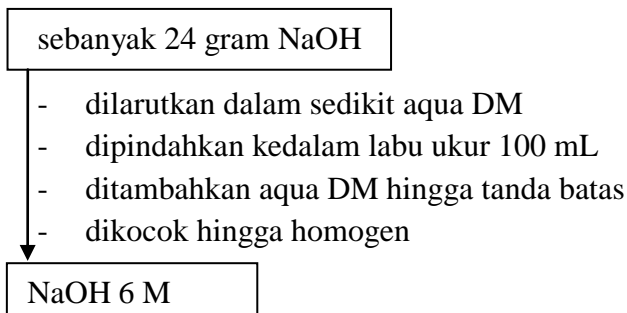 sebanyak 24 gram NaOH
- dilarutkan dalam sedikit aqua DM
- dipindahkan kedalam labu ukur 100 mL
- ditambahkan aqua DM hingga tanda batas
- dikocok hingga homogen
NaOH 6 M